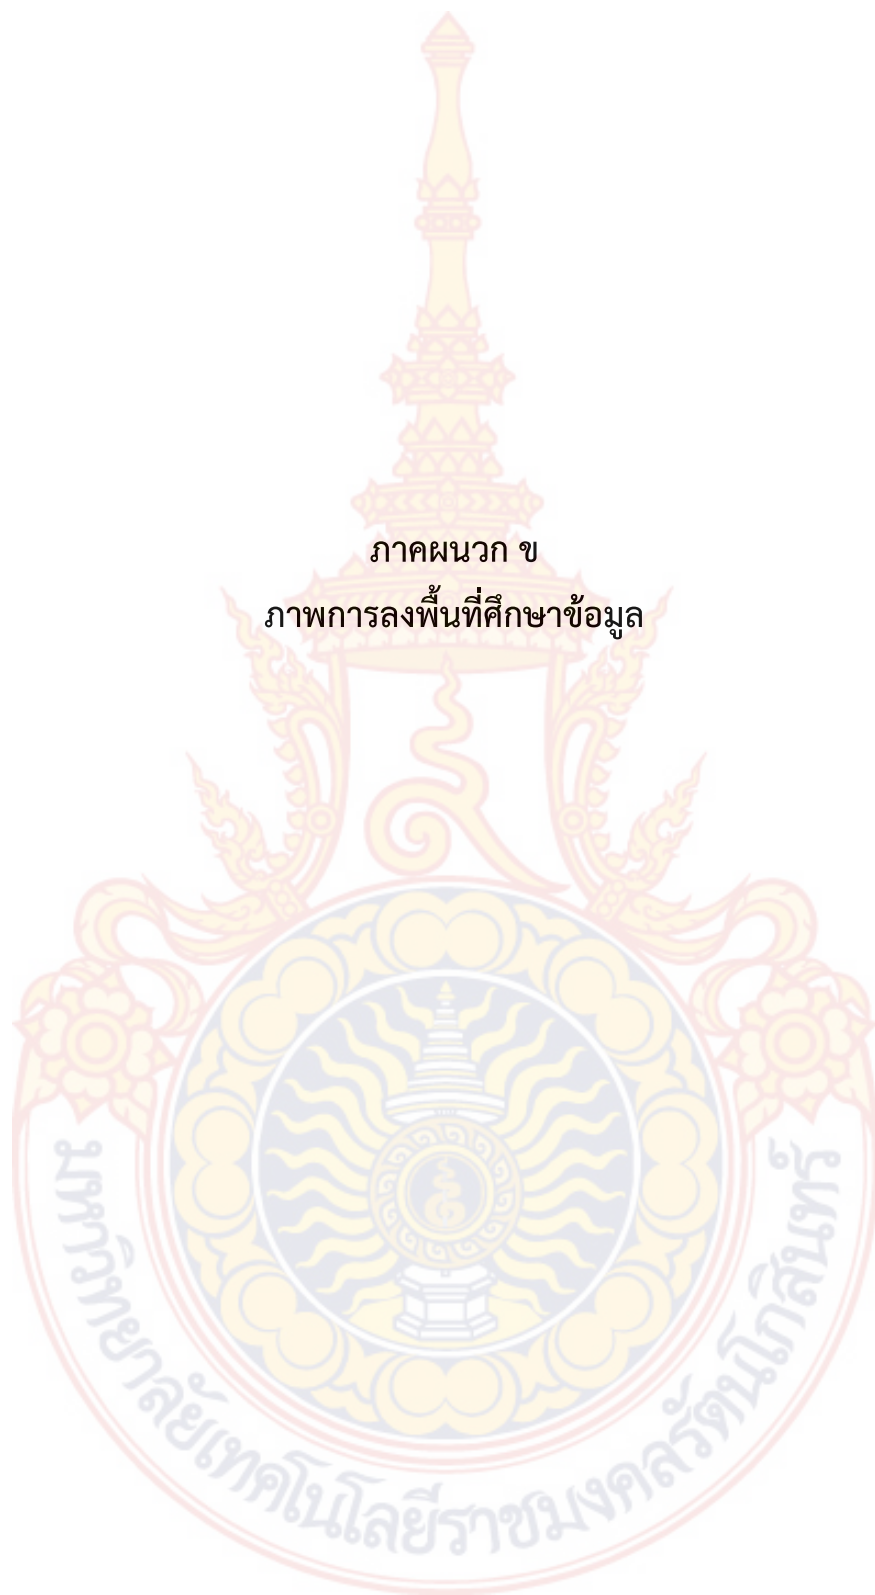 ภาคผนวก ข
ภาพการลงพื้นที่ศึกษาข้อมูล
มหาวิทยาลัยเทคโนโลยีราชมงคลรัตนโกสินทร์